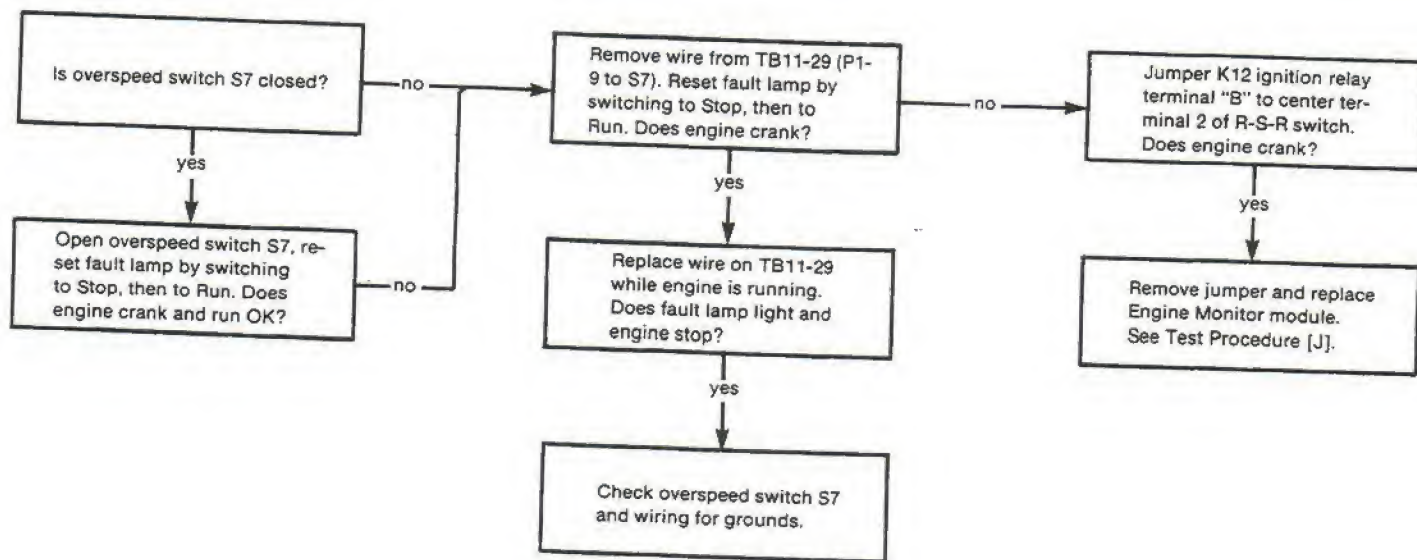 Is overspeed switch S7 closed?
no
yes
Open overspeed switch S7, re-
set fault lamp by switching
to Stop, then to Run. Does
engine crank and run OK?
no
Remove wire from TB11-29 (P1-
9 to S7). Reset fault lamp by
switching to Stop, then to
Run. Does engine crank?
no
yes
Replace wire on TB11-29
while engine is running.
Does fault lamp light and
engine stop?
yes
Check overspeed switch S7
and wiring for grounds.
Jumper K12 ignition relay
terminal "B" to center ter-
minal 2 of R-S-R switch.
Does engine crank?
yes
Remove jumper and replace
Engine Monitor module.
See Test Procedure [J].